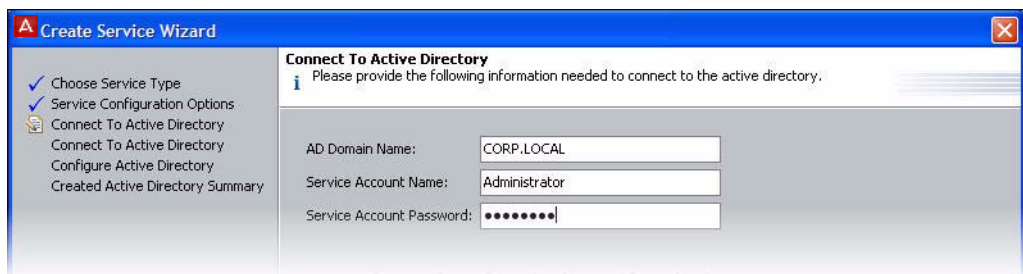 Create Service Wizard
Choose Service Type
Service Configuration Options
Connect To Active Directory
Connect To Active Directory
Configure Active Directory
Created Active Directory Summary
Connect To Active Directory
Please provide the following information needed to connect to the active directory.
AD Domain Name: CORP.LOCAL
Service Account Name: Administrator
Service Account Password: ●●●●●●●●